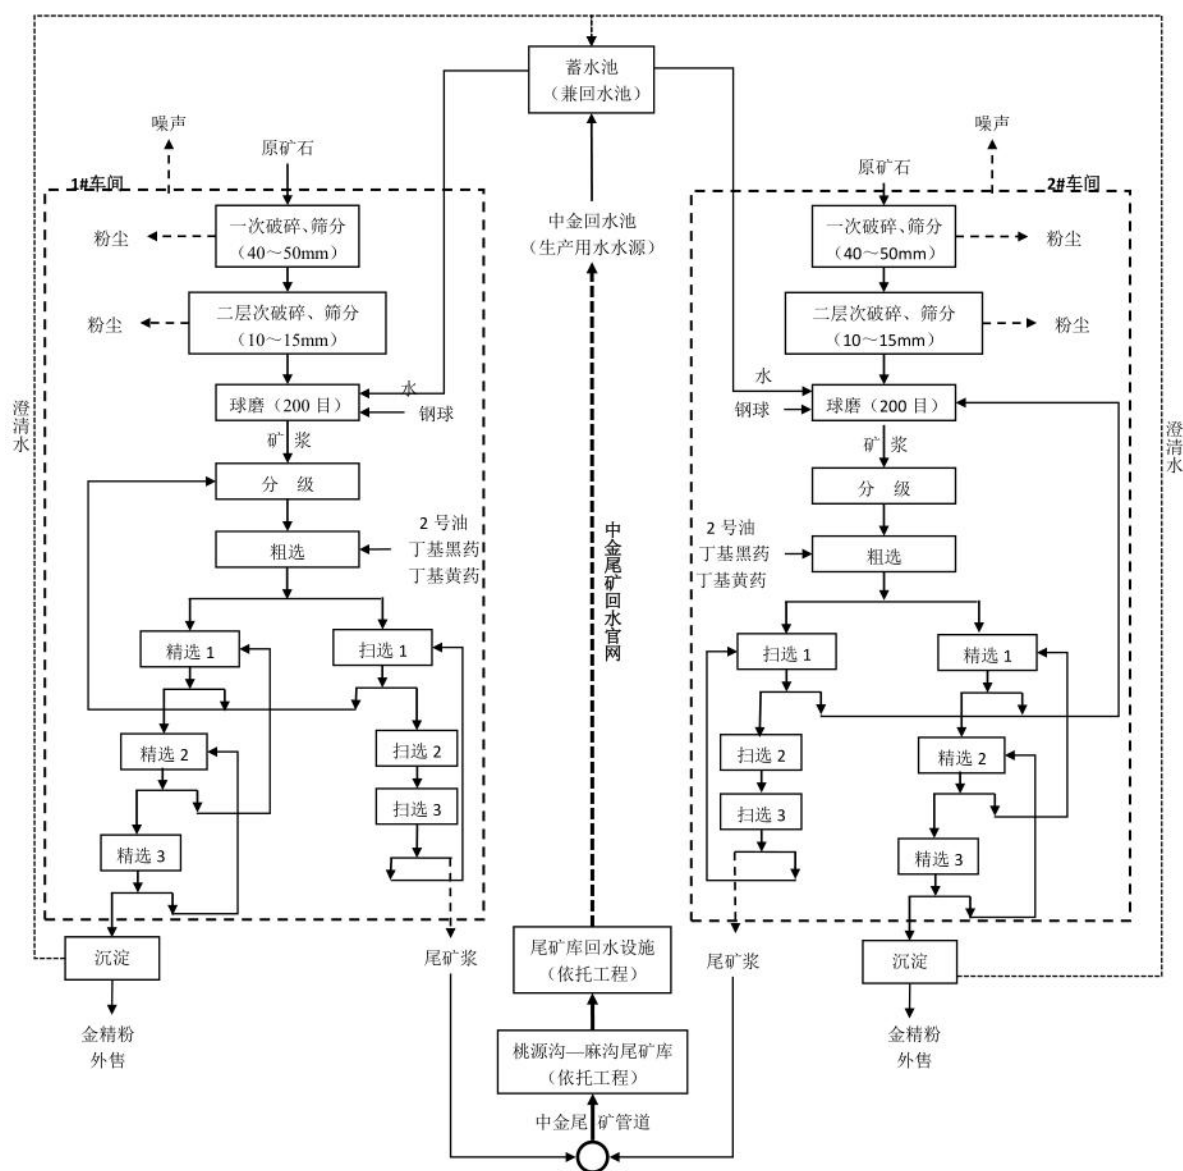 蓄水池
（兼回水池）
噪声
原矿石
1#车间
一次破碎、筛分
（40～50mm）
粉尘
二层次破碎、筛分
（10～15mm）
粉尘
水
球磨（200 目）
钢球
矿 浆
分 级
2 号油
丁基黑药
丁基黄药
粗选
精选 1
扫选 1
精选 2
扫选 2
扫选 3
精选 3
沉淀
尾矿浆
金精粉
外售
澄清水
中金回水池
（生产用水水源）
中金尾矿回水官网
尾矿库回水设施
（依托工程）
桃源沟—麻沟尾矿库
（依托工程）
中金尾 矿管道
噪声
原矿石
2#车间
一次破碎、筛分
（40～50mm）
粉尘
二层次破碎、筛分
（10～15mm）
粉尘
水
钢球
球磨（200 目）
矿 浆
分 级
2 号油
丁基黑药
丁基黄药
粗选
扫选 1
精选 1
扫选 2
精选 2
扫选 3
精选 3
尾矿浆
沉淀
金精粉
外售
澄清水